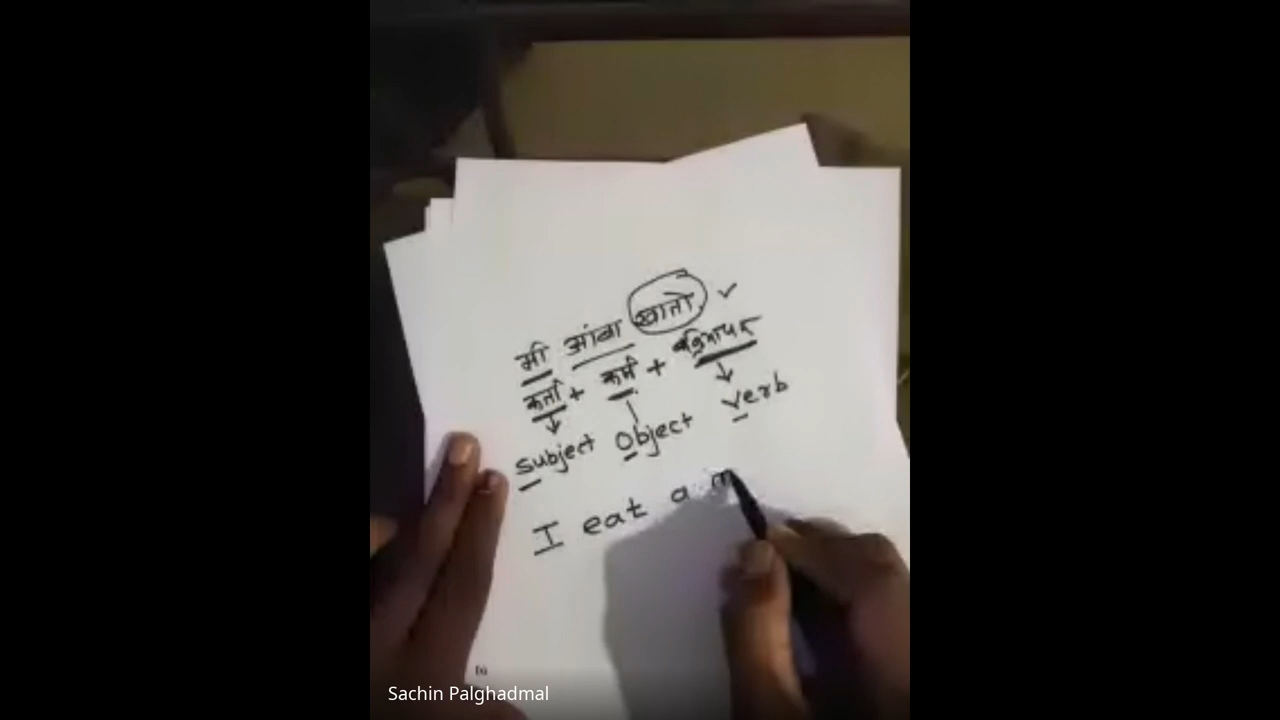 मी आंबा खातो.
कर्ता + कर्म + क्रियापद
Subject Object Verb
I eat a m
Sachin Palghadmal